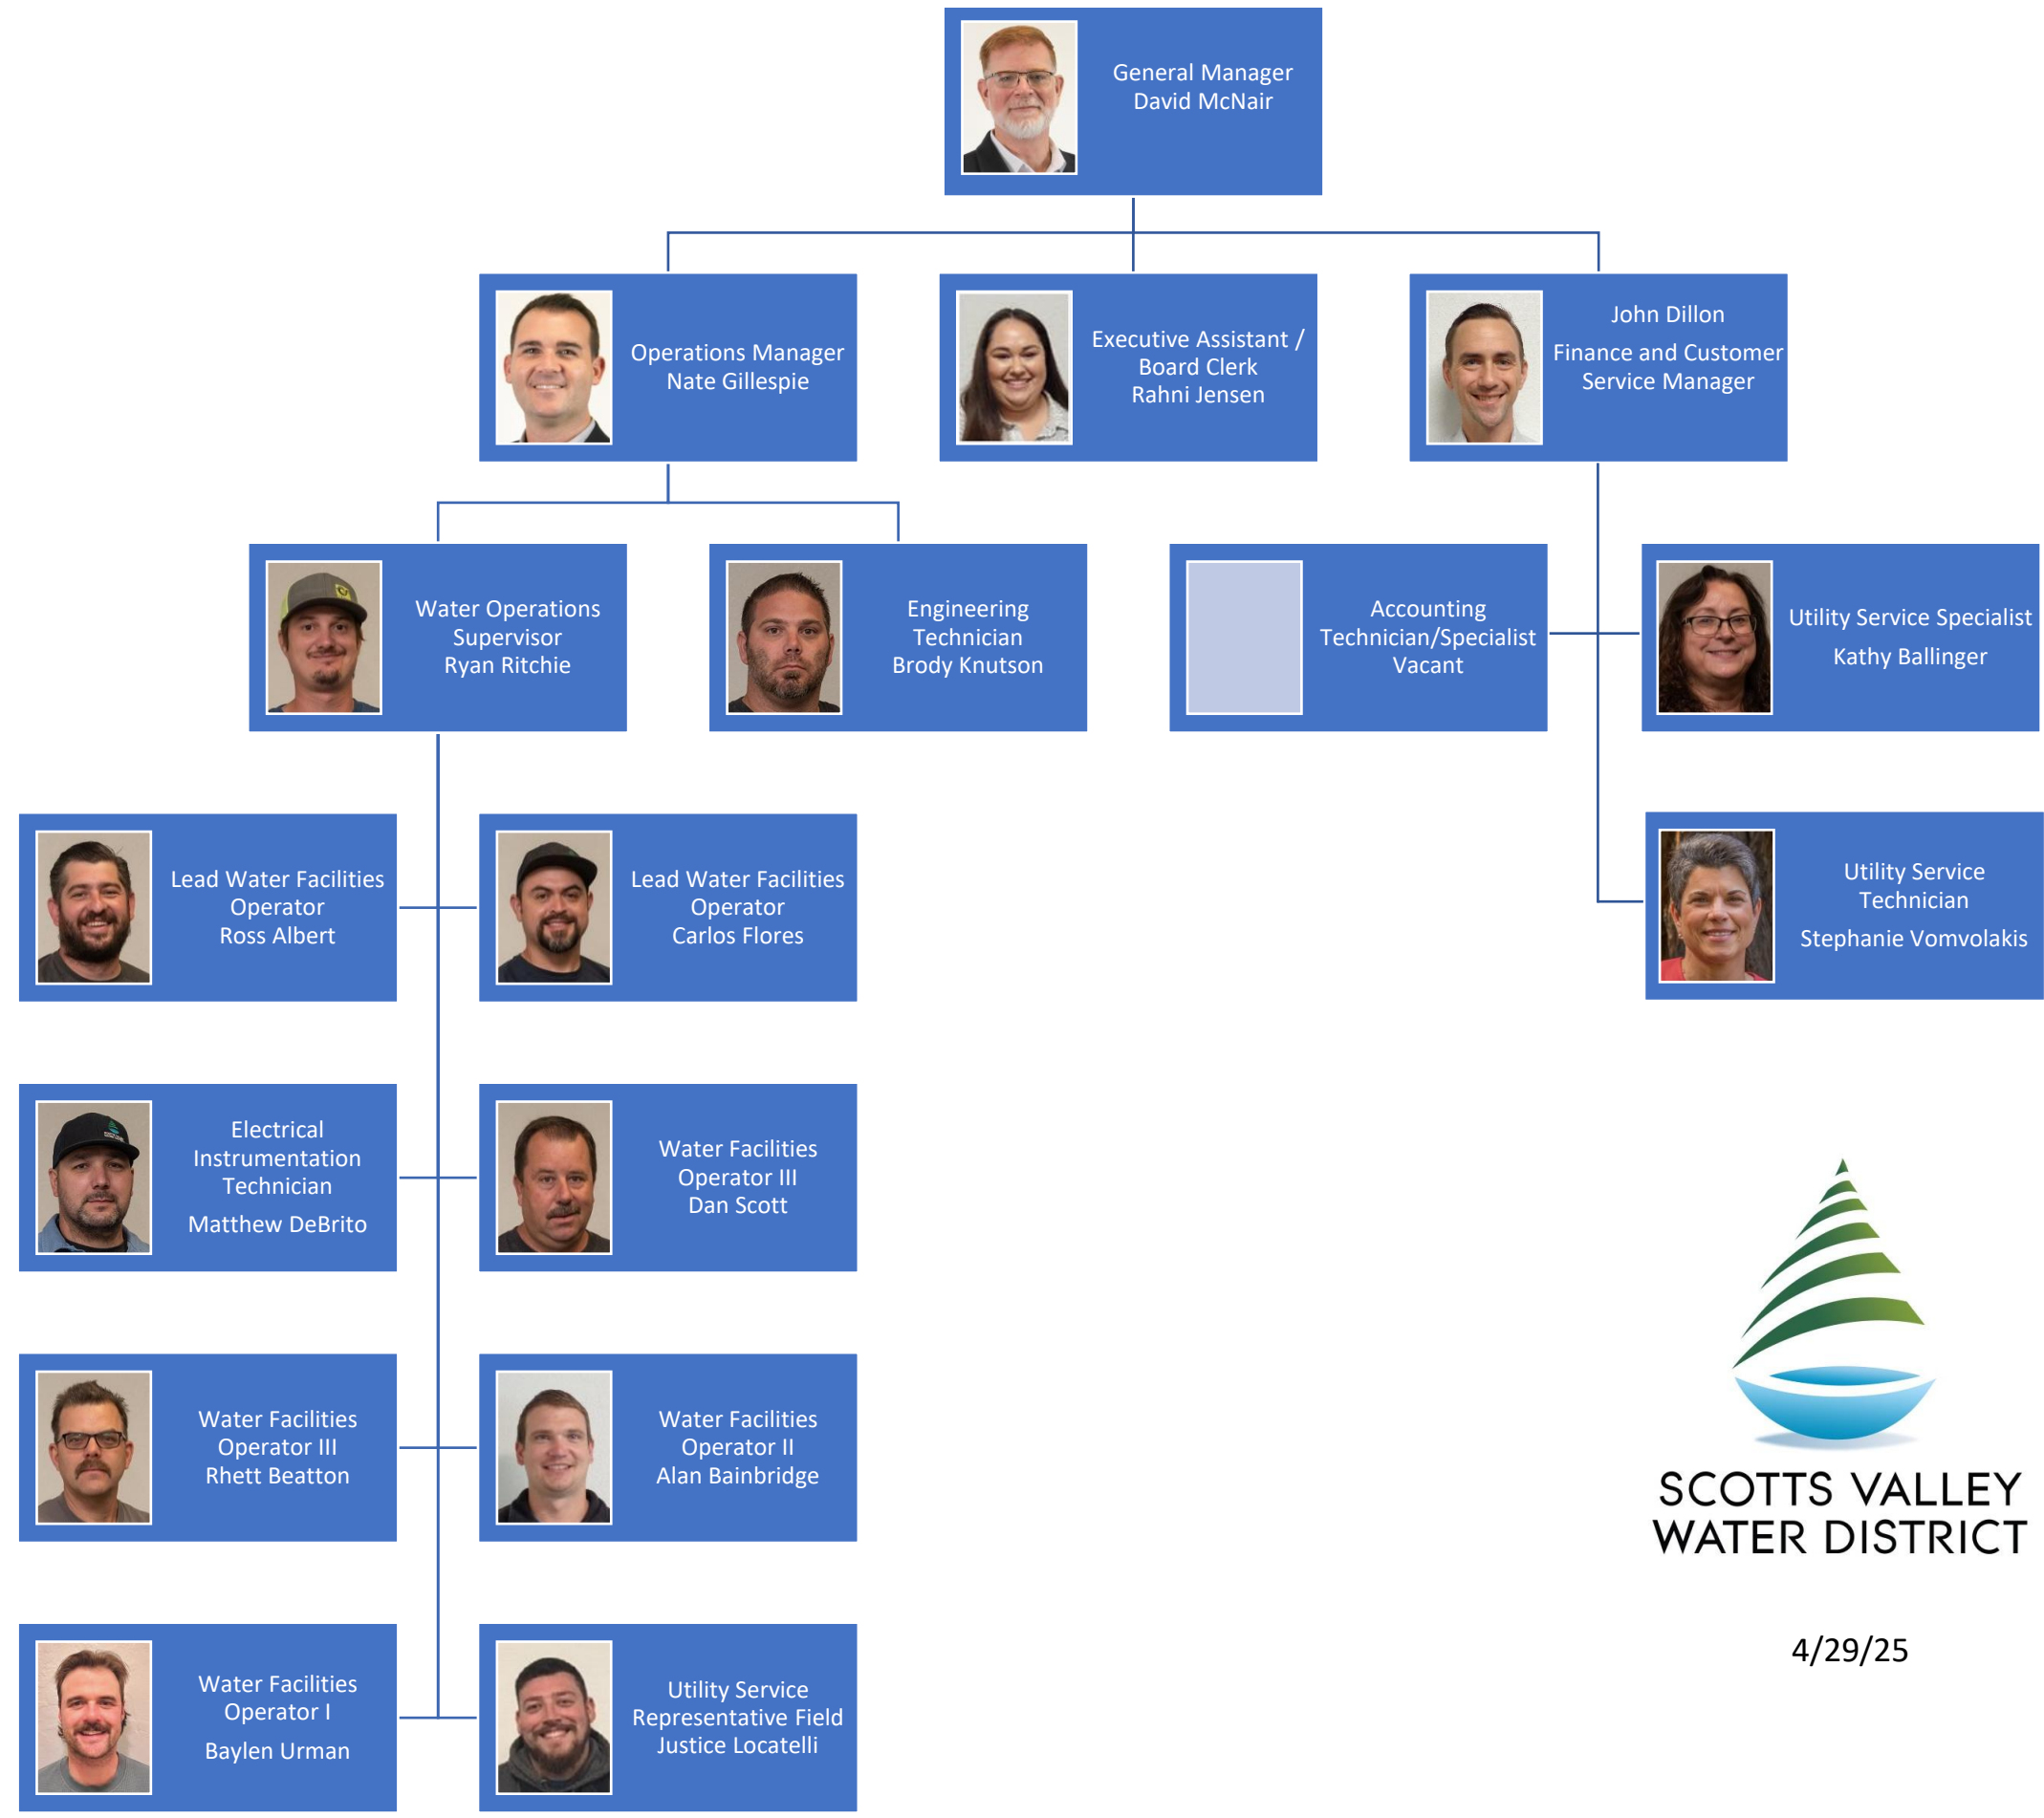 General Manager
David McNair
Operations Manager
Nate Gillespie
Executive Assistant /
Board Clerk
Rahni Jensen
John Dillon
Finance and Customer
Service Manager
Water Operations
Supervisor
Ryan Ritchie
Engineering
Technician
Brody Knutson
Accounting
Technician/Specialist
Vacant
Utility Service Specialist
Kathy Ballinger
Lead Water Facilities
Operator
Ross Albert
Lead Water Facilities
Operator
Carlos Flores
Utility Service
Technician
Stephanie Vomvolakis
Electrical
Instrumentation
Technician
Matthew DeBrito
Water Facilities
Operator III
Dan Scott
Water Facilities
Operator III
Rhett Beatton
Water Facilities
Operator II
Alan Bainbridge
SCOTTS VALLEY
WATER DISTRICT
4/29/25
Water Facilities
Operator I
Baylen Urman
Utility Service
Representative Field
Justice Locatelli